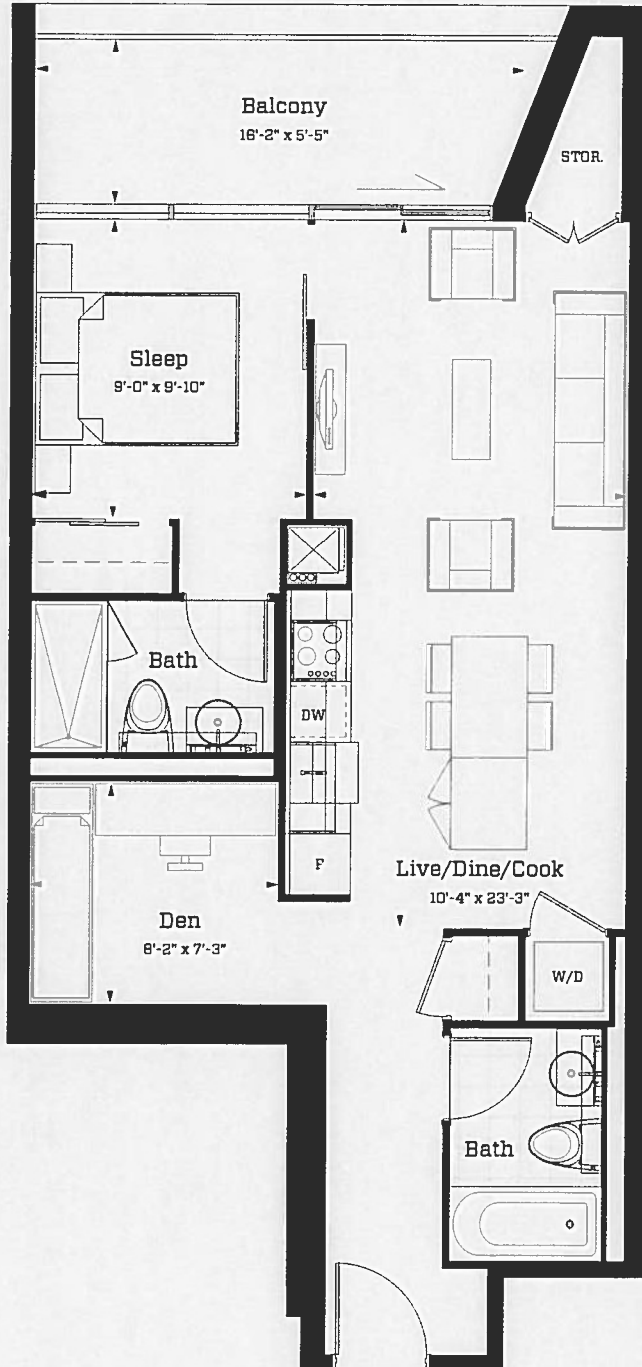 Balcony
16'-2" x 5'-5"
STOR.
Sleep
9'-0" x 9'-10"
Bath
DW
F
Live/Dine/Cook
10'-4" x 23'-3"
Den
8'-2" x 7'-3"
W/D
Bath